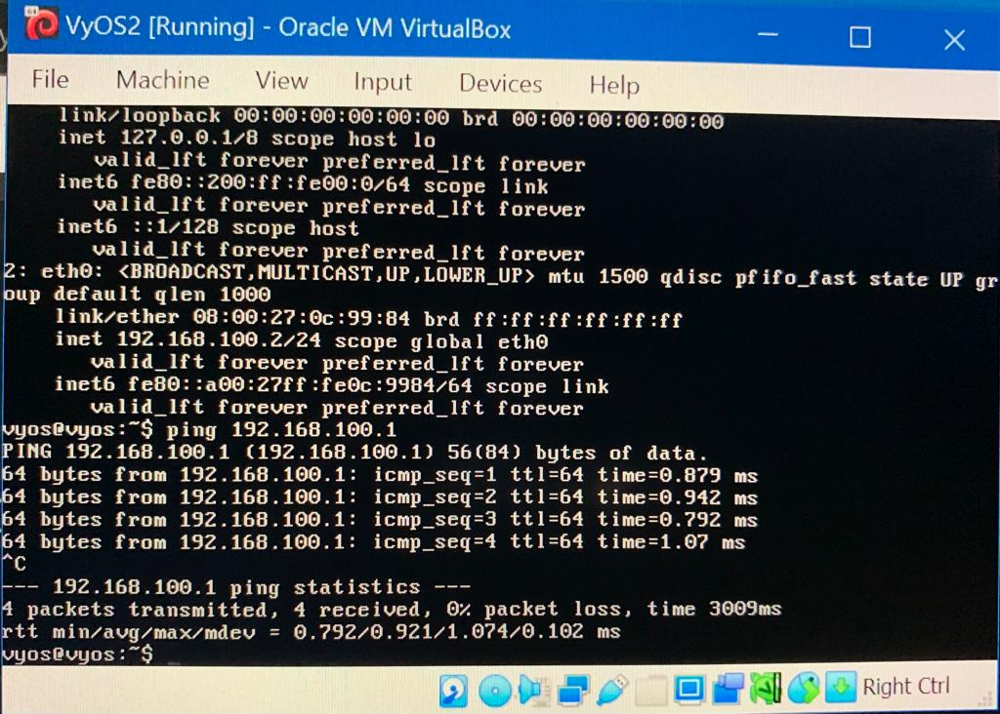 VyOS2 [Running] - Oracle VM VirtualBox
File Machine View Input Devices Help
link/loopback 00:00:00:00:00:00 brd 00:00:00:00:00:00
inet 127.0.0.1/8 scope host lo
valid_lft forever preferred_lft forever
inet6 fe80::200:ff:fe00:0/64 scope link
valid_lft forever preferred_lft forever
inet6 ::1/128 scope host
valid_lft forever preferred_lft forever
2: eth0: <BROADCAST,MULTICAST,UP,LOWER_UP> mtu 1500 qdisc pfifo_fast state UP gr
oup default qlen 1000
link/ether 08:00:27:0c:99:84 brd ff:ff:ff:ff:ff:ff
inet 192.168.100.2/24 scope global eth0
valid_lft forever preferred_lft forever
inet6 fe80::a00:27ff:fe0c:9984/64 scope link
valid_lft forever preferred_lft forever
vyos@vyos:~$ ping 192.168.100.1
PING 192.168.100.1 (192.168.100.1) 56(84) bytes of data.
64 bytes from 192.168.100.1: icmp_seq=1 ttl=64 time=0.879 ms
64 bytes from 192.168.100.1: icmp_seq=2 ttl=64 time=0.942 ms
64 bytes from 192.168.100.1: icmp_seq=3 ttl=64 time=0.792 ms
64 bytes from 192.168.100.1: icmp_seq=4 ttl=64 time=1.07 ms
^C
--- 192.168.100.1 ping statistics ---
4 packets transmitted, 4 received, 0% packet loss, time 3009ms
rtt min/avg/max/mdev = 0.792/0.921/1.074/0.102 ms
vyos@vyos:~$
Right Ctrl